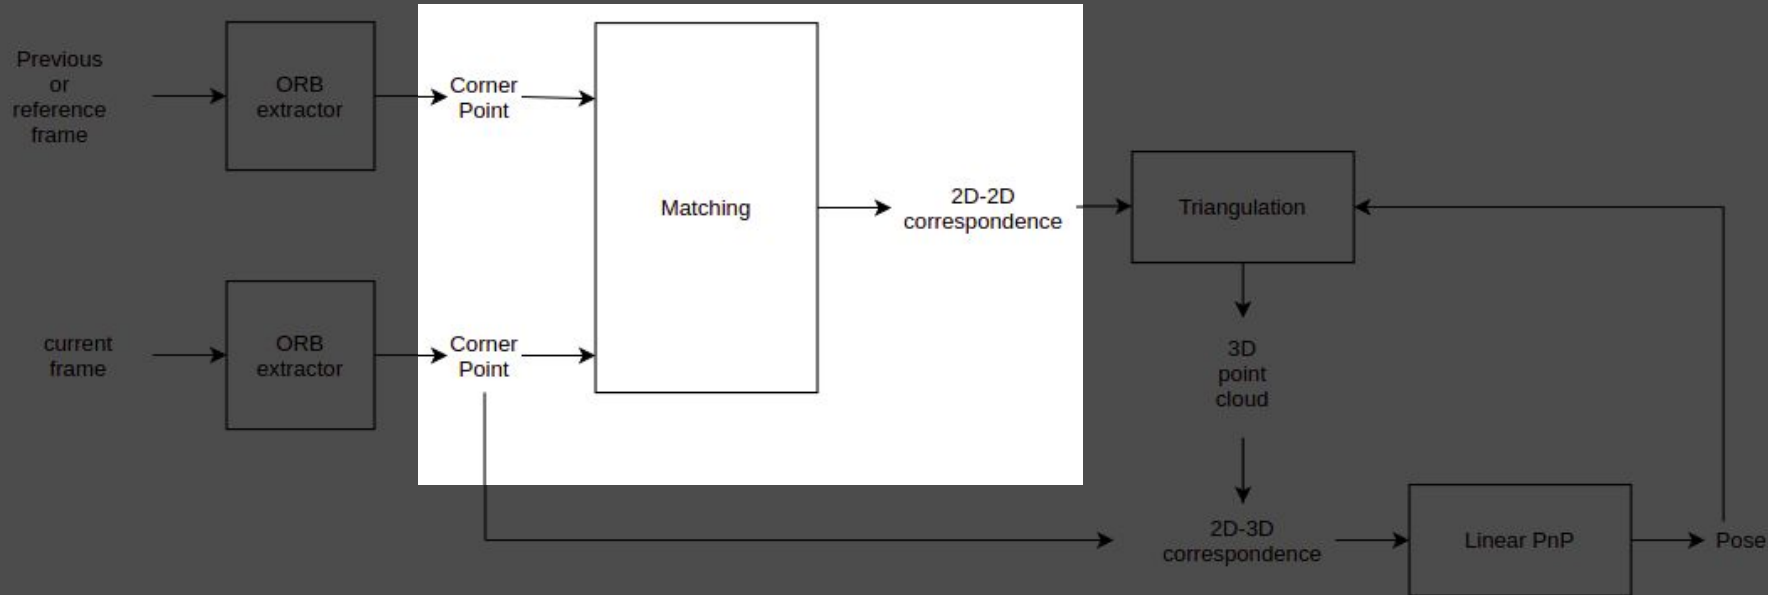 Previous
or
reference
frame
ORB
extractor
Corner
Point
Matching
2D-2D
correspondence
Triangulation
current
frame
ORB
extractor
Corner
Point
3D
point
cloud
2D-3D
correspondence
Linear PnP
Pose